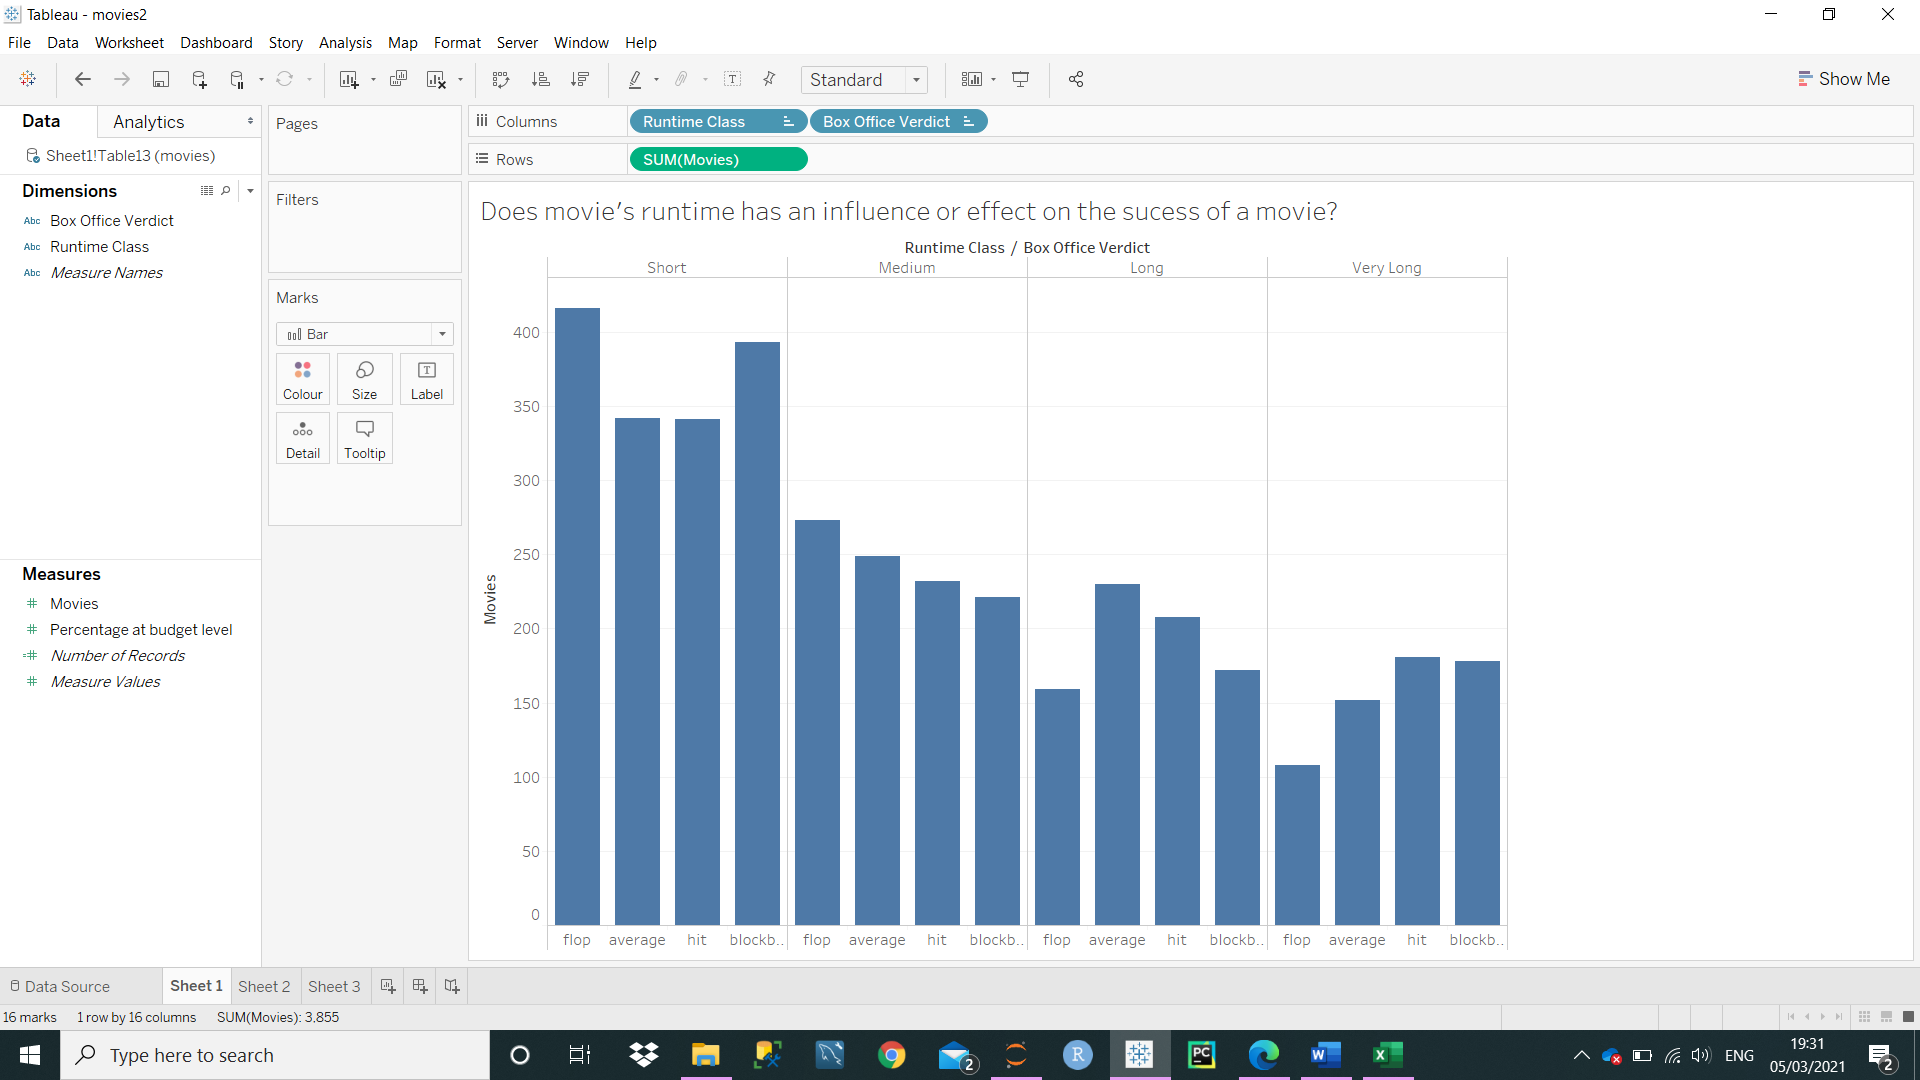 Tableau - movies2
File Data Worksheet Dashboard Story Analysis Map Format Server Window Help
Standard
Show Me
Data Analytics
Sheet1!Table13 (movies)
Dimensions
Abc Box Office Verdict
Abc Runtime Class
Abc Measure Names
Measures
# Movies
# Percentage at budget level
=# Number of Records
# Measure Values
Pages
Filters
Marks
Bar
Colour Size Label
Detail Tooltip
Columns Runtime Class Box Office Verdict
Rows SUM(Movies)
Does movie's runtime has an influence or effect on the sucess of a movie?
Runtime Class / Box Office Verdict
Short Medium Long Very Long
Movies
400
350
300
250
200
150
100
50
0
flop average hit blockb.. flop average hit blockb.. flop average hit blockb.. flop average hit blockb..
Data Source Sheet 1 Sheet 2 Sheet 3
16 marks 1 row by 16 columns SUM(Movies): 3,855
Type here to search
2
R
PC
W
X
ENG
19:31
05/03/2021
2